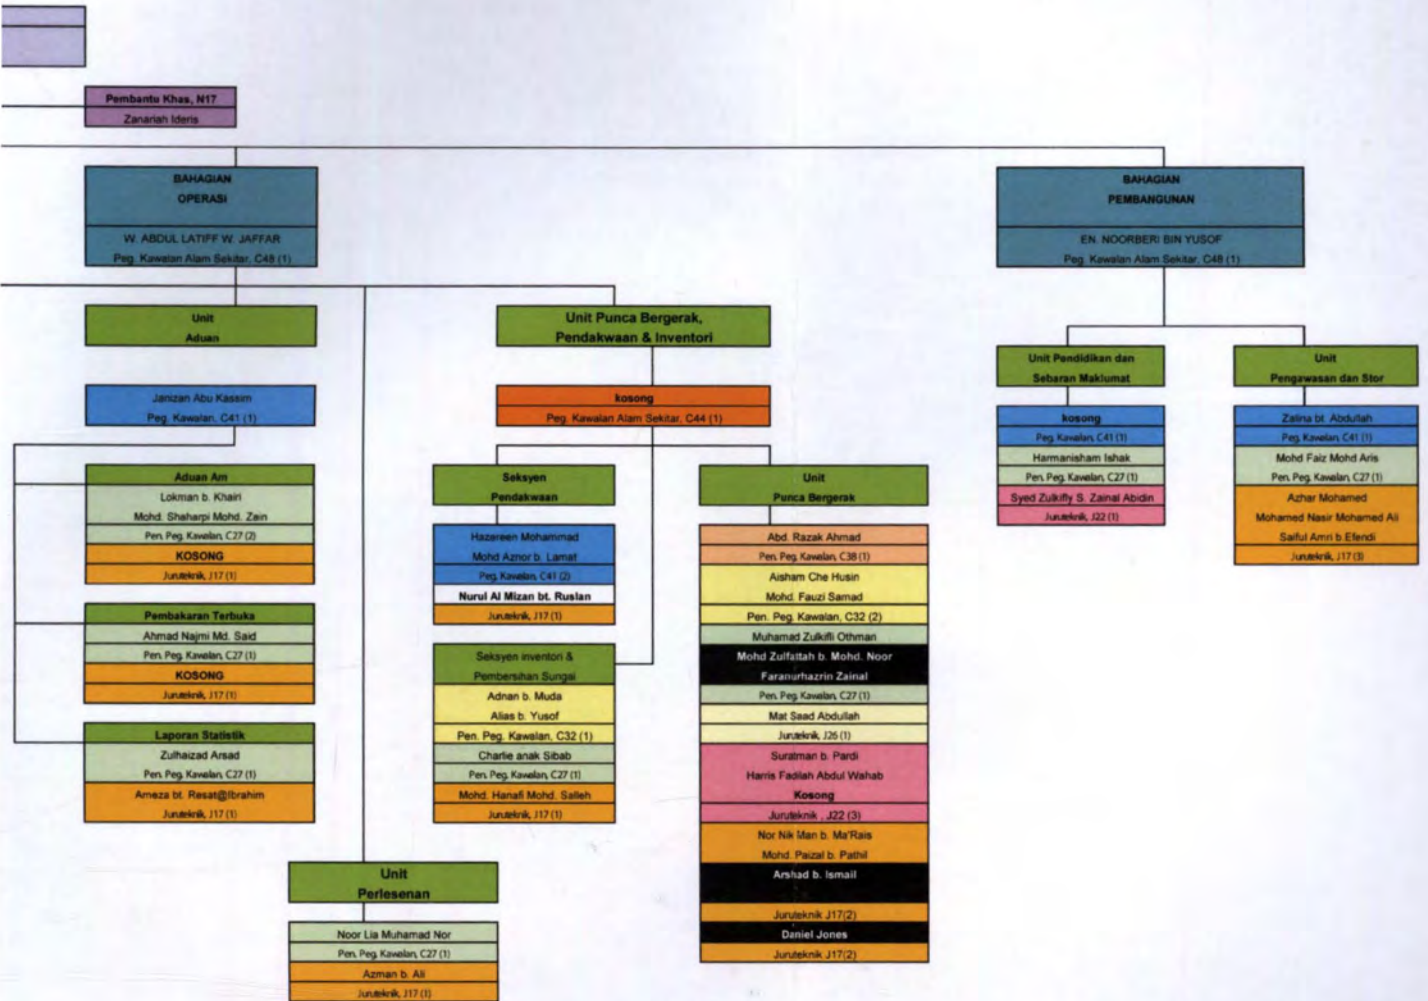 Pembantu Khas, N17
Zanariah Ideris
BAHAGIAN
OPERASI
W. ABDUL LATIFF W. JAFFAR
Peg. Kawalan Alam Sekitar, C48 (1)
BAHAGIAN
PEMBANGUNAN
EN. NOORBERI BIN YUSOF
Peg. Kawalan Alam Sekitar, C48 (1)
Unit
Aduan
Janizan Abu Kassim
Peg. Kawalan, C41 (1)
Aduan Am
Lokman b. Khairi
Mohd. Shaharpi Mohd. Zain
Pen. Peg. Kawalan, C27 (2)
KOSONG
Juruteknik, J17 (1)
Pembakaran Terbuka
Ahmad Najmi Md. Said
Pen. Peg. Kawalan, C27 (1)
KOSONG
Juruteknik, J17 (1)
Laporan Statistik
Zulhaizad Arsad
Pen. Peg. Kawalan, C27 (1)
Ameza bt. Resat@Ibrahim
Juruteknik, J17 (1)
Unit
Perlesenan
Noor Lia Muhamad Nor
Pen. Peg. Kawalan, C27 (1)
Azman b. Ali
Juruteknik, J17 (1)
Unit Punca Bergerak,
Pendakwaan & Inventori
kosong
Peg. Kawalan Alam Sekitar, C44 (1)
Seksyen
Pendakwaan
Hazereen Mohammad
Mohd Aznor b. Lamat
Peg. Kawalan, C41 (2)
Nurul Al Mizan bt. Ruslan
Juruteknik, J17 (1)
Seksyen inventori &
Pembersihan Sungai
Adnan b. Muda
Alias b. Yusof
Pen. Peg. Kawalan, C32 (1)
Charlie anak Sibab
Pen. Peg. Kawalan, C27 (1)
Mohd. Hanafi Mohd. Salleh
Juruteknik, J17 (1)
Unit
Punca Bergerak
Abd. Razak Ahmad
Pen. Peg. Kawalan, C38 (1)
Aisham Che Husin
Mohd. Fauzi Samad
Pen. Peg. Kawalan, C32 (2)
Muhamad Zulkifli Othman
Mohd Zulfattah b. Mohd. Noor
Faranurhazrin Zainal
Pen. Peg. Kawalan, C27 (1)
Mat Saad Abdullah
Juruteknik, J26 (1)
Suratman b. Pardi
Harris Fadilah Abdul Wahab
Kosong
Juruteknik , J22 (3)
Nor Nik Man b. Ma'Rais
Mohd. Paizal b. Pathil
Arshad b. Ismail
Juruteknik J17(2)
Daniel Jones
Juruteknik J17(2)
Unit Pendidikan dan
Sebaran Maklumat
kosong
Peg. Kawalan, C41 (1)
Harmanisham Ishak
Pen. Peg. Kawalan, C27 (1)
Syed Zulkifly S. Zainal Abidin
Juruteknik, J22 (1)
Unit
Pengawasan dan Stor
Zalina bt. Abdullah
Peg. Kawalan, C41 (1)
Mohd Faiz Mohd Aris
Pen. Peg. Kawalan, C27 (1)
Azhar Mohamed
Mohamed Nasir Mohamed Ali
Saiful Amri b.Efendi
Juruteknik, J17 (3)